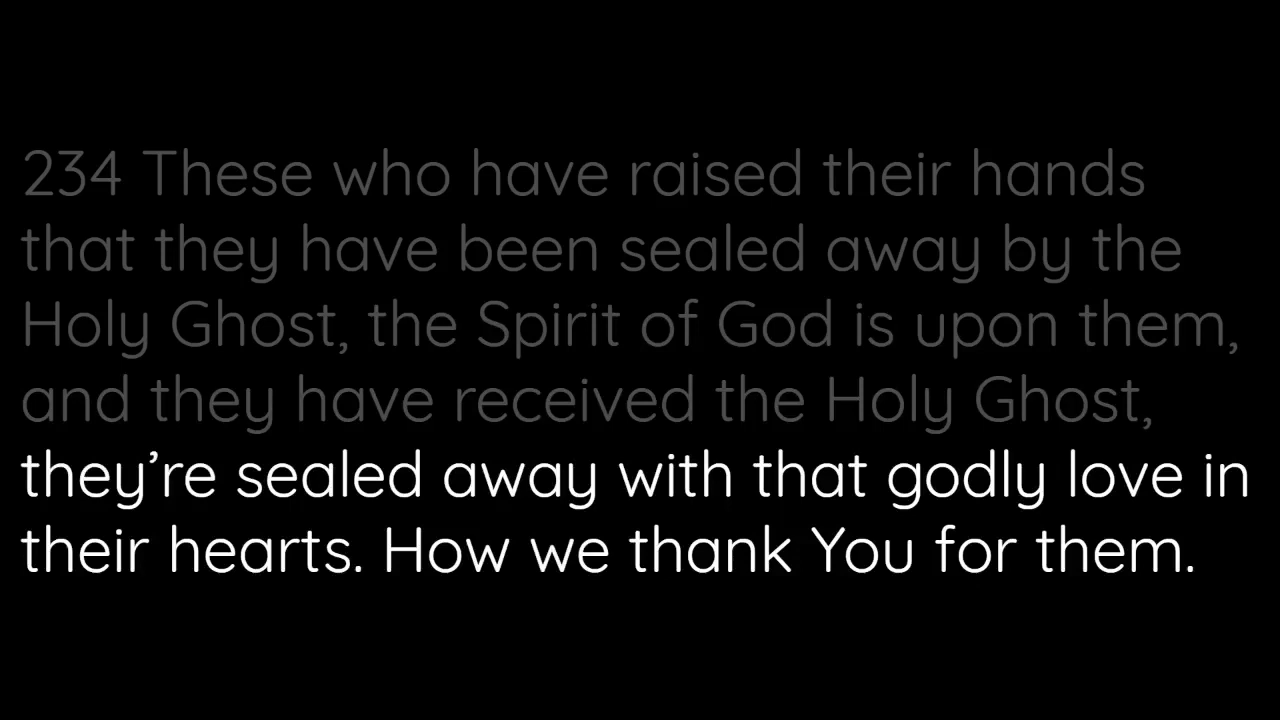 234 These who have raised their hands
that they have been sealed away by the
Holy Ghost, the Spirit of God is upon them,
and they have received the Holy Ghost,
they’re sealed away with that godly love in
their hearts. How we thank You for them.